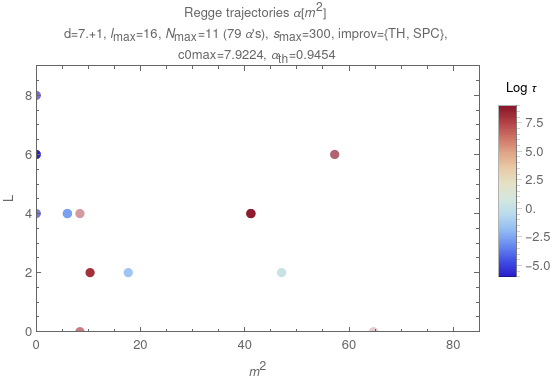 Regge trajectories α[m²]
d=7.+1, lmax=16, Nmax=11 (79 α's), smax=300, improv={TH, SPC},
c0max=7.9224, αth=0.9454
Log τ
8
6
4
2
0
L
0 20 40 60 80
m²
7.5
5.0
2.5
0.
−2.5
−5.0